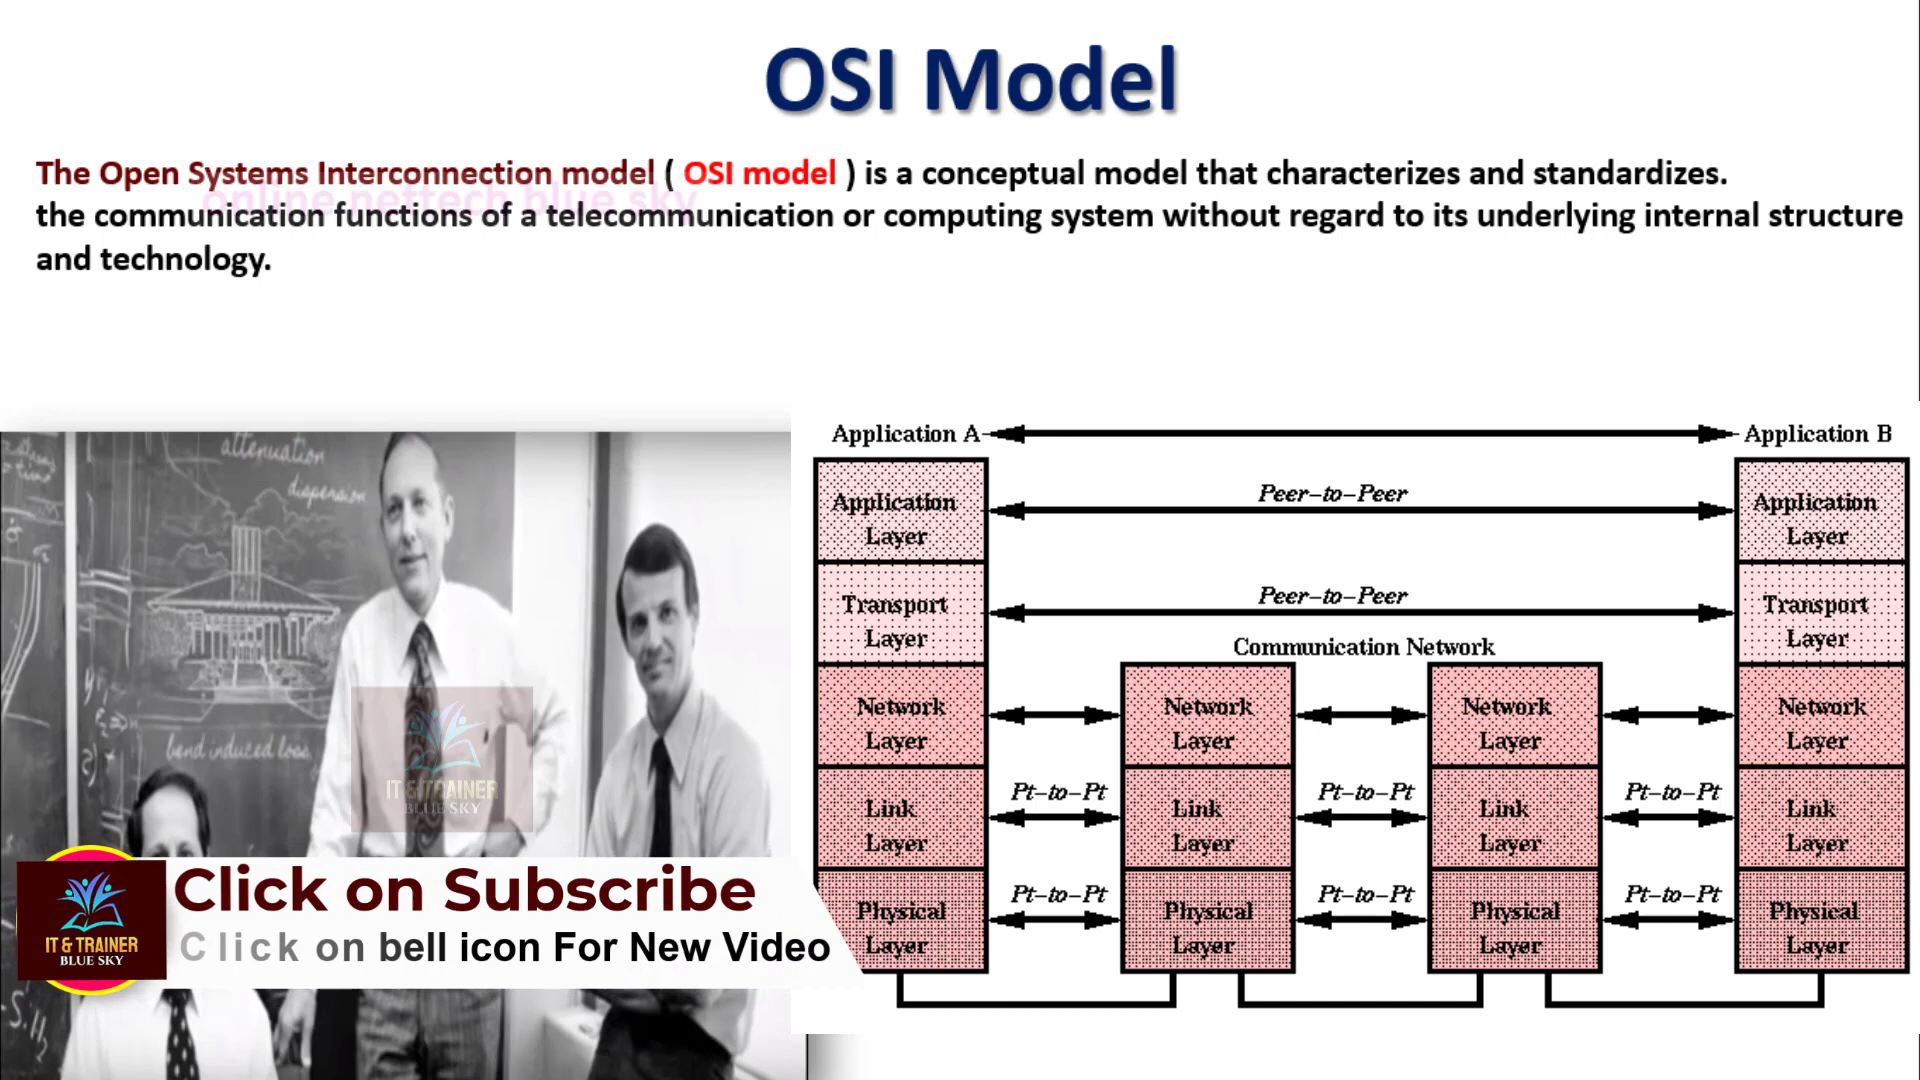 OSI Model
The Open Systems Interconnection model ( OSI model ) is a conceptual model that characterizes and standardizes.
online nettech blue sky
the communication functions of a telecommunication or computing system without regard to its underlying internal structure
and technology.
attenuation
dispersion
bend induced loss
IT & TRAINER
BLUE SKY
Click on Subscribe
Click on bell icon For New Video
IT & TRAINER
BLUE SKY
Application A
Application B
Application
Layer
Peer-to-Peer
Application
Layer
Transport
Layer
Peer-to-Peer
Transport
Layer
Communication Network
Network
Layer
Network
Layer
Network
Layer
Network
Layer
Link
Layer
Pt-to-Pt
Link
Layer
Pt-to-Pt
Link
Layer
Pt-to-Pt
Link
Layer
Physical
Layer
Pt-to-Pt
Physical
Layer
Pt-to-Pt
Physical
Layer
Pt-to-Pt
Physical
Layer